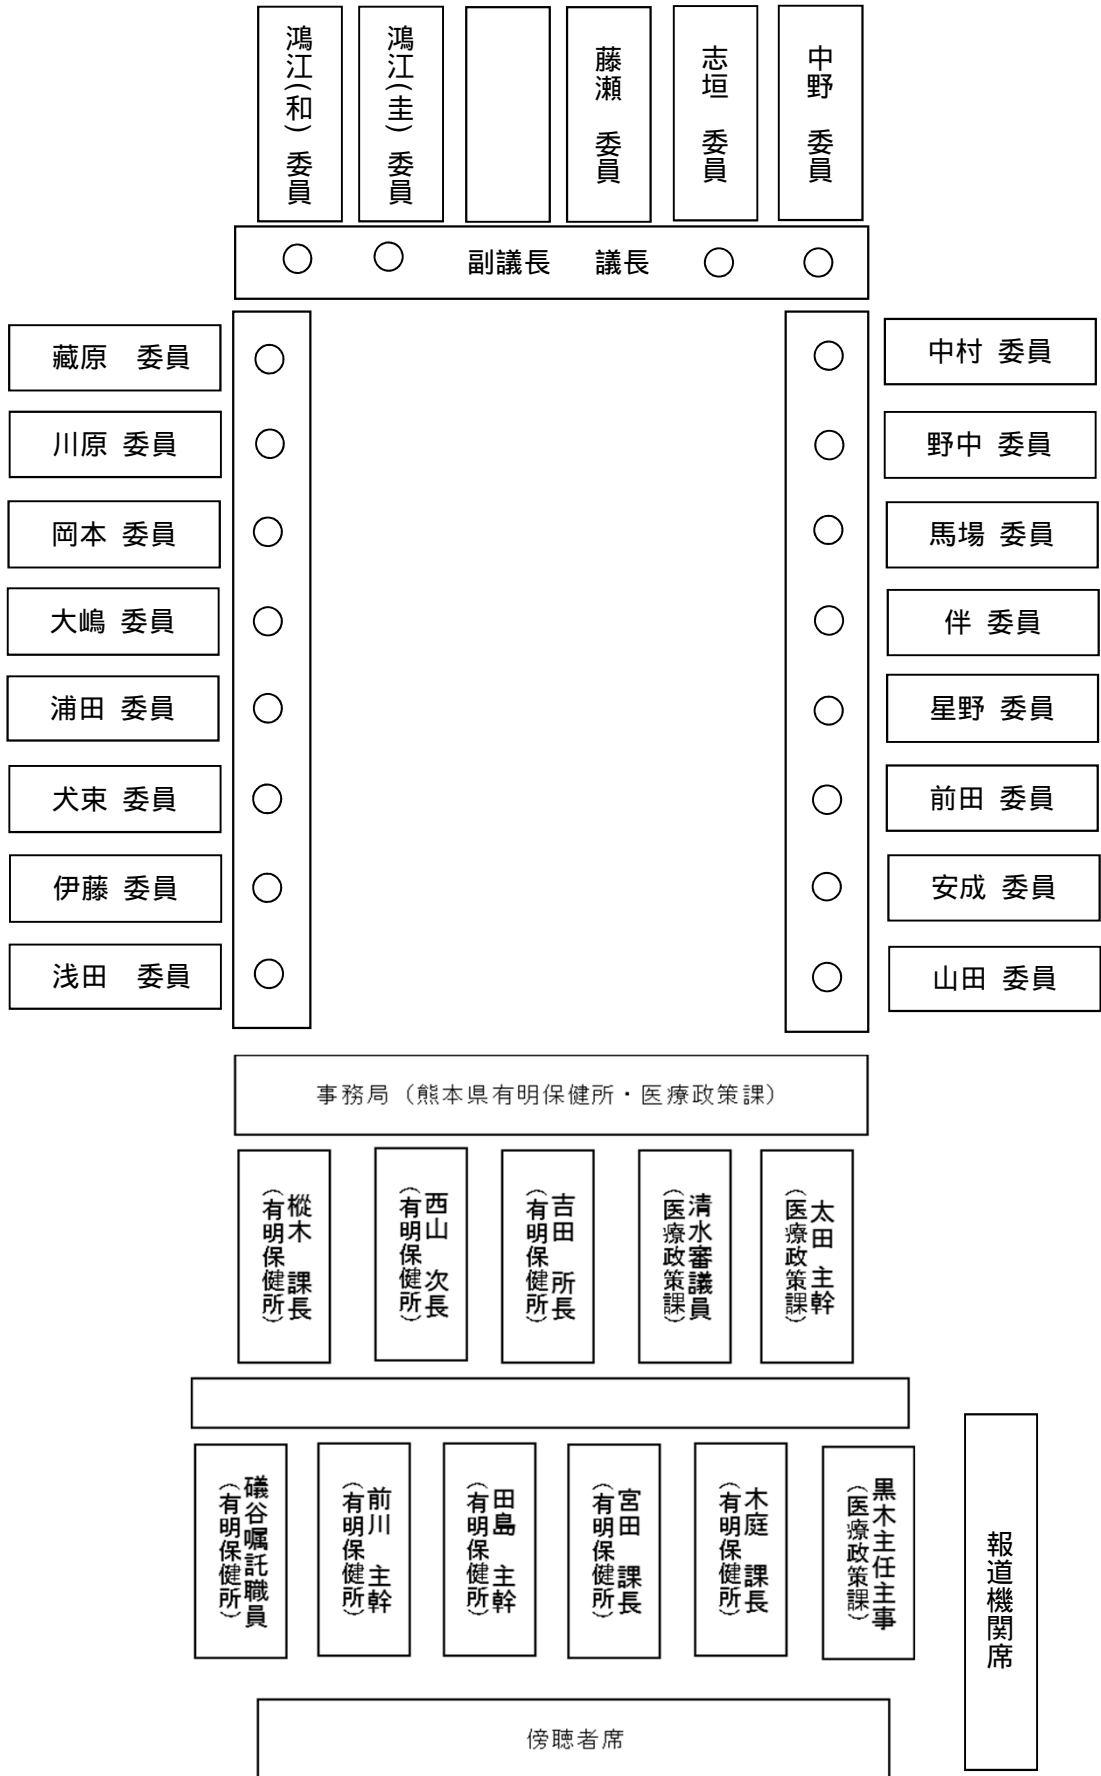 鴻江(和) 委員
鴻江(圭) 委員
藤瀬 委員
志垣 委員
中野 委員
○ ○ 副議長 議長 ○ ○
藏原 委員
川原 委員
岡本 委員
大嶋 委員
浦田 委員
犬束 委員
伊藤 委員
浅田 委員
中村 委員
野中 委員
馬場 委員
伴 委員
星野 委員
前田 委員
安成 委員
山田 委員
事務局(熊本県有明保健所・医療政策課)
樅木 課長
(有明保健所)
西山 次長
(有明保健所)
吉田 所長
(有明保健所)
清水審議員
(医療政策課)
太田 主幹
(医療政策課)
礒谷嘱託職員
(有明保健所)
前川 主幹
(有明保健所)
田島 主幹
(有明保健所)
宮田 課長
(有明保健所)
木庭 課長
(有明保健所)
黒木主任主事
(医療政策課)
報道機関席
傍聴者席